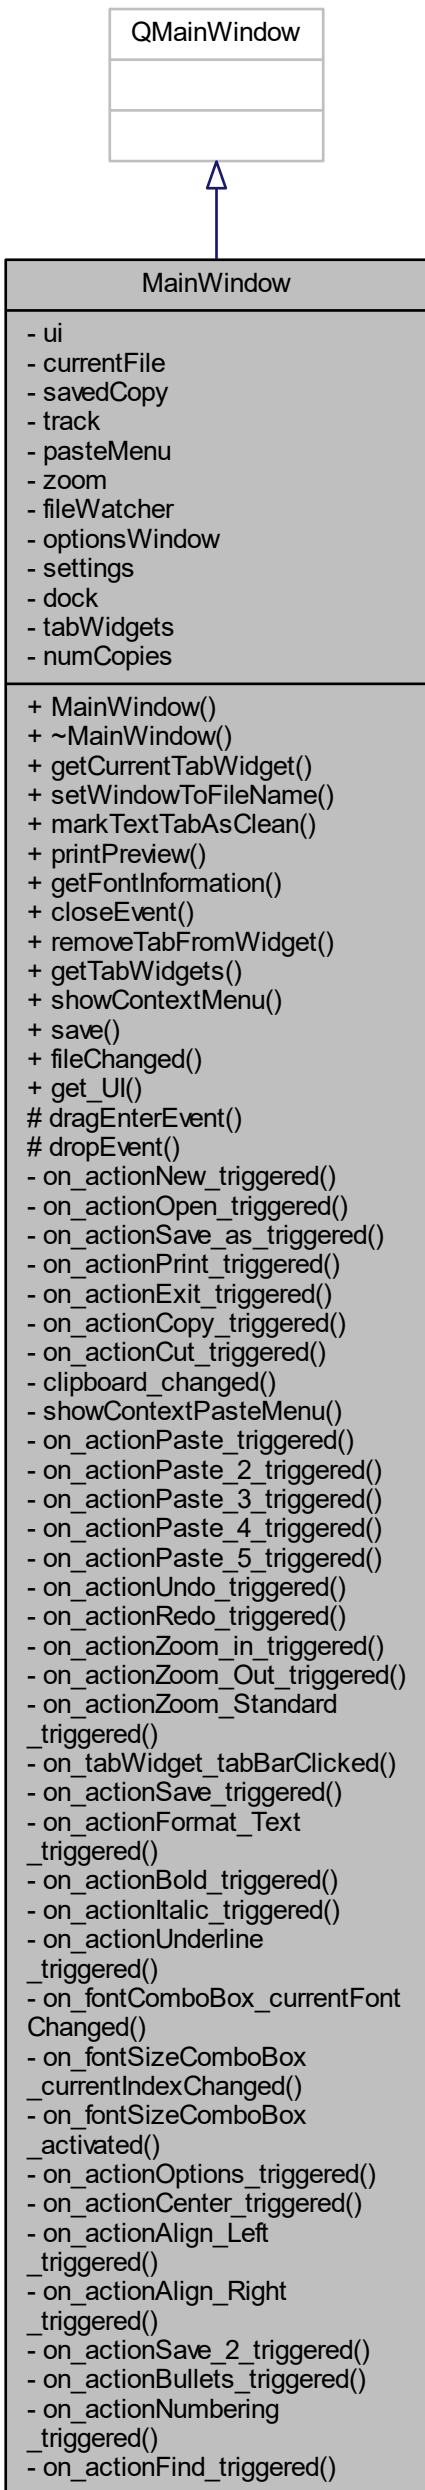 QMainWindow
MainWindow
- ui
- currentFile
- savedCopy
- track
- pasteMenu
- zoom
- fileWatcher
- optionsWindow
- settings
- dock
- tabWidgets
- numCopies
+ MainWindow()
+ ~MainWindow()
+ getCurrentTabWidget()
+ setWindowToFileName()
+ markTextTabAsClean()
+ printPreview()
+ getFontInformation()
+ closeEvent()
+ removeTabFromWidget()
+ getTabWidgets()
+ showContextMenu()
+ save()
+ fileChanged()
+ get_UI()
# dragEnterEvent()
# dropEvent()
- on_actionNew_triggered()
- on_actionOpen_triggered()
- on_actionSave_as_triggered()
- on_actionPrint_triggered()
- on_actionExit_triggered()
- on_actionCopy_triggered()
- on_actionCut_triggered()
- clipboard_changed()
- showContextPasteMenu()
- on_actionPaste_triggered()
- on_actionPaste_2_triggered()
- on_actionPaste_3_triggered()
- on_actionPaste_4_triggered()
- on_actionPaste_5_triggered()
- on_actionUndo_triggered()
- on_actionRedo_triggered()
- on_actionZoom_in_triggered()
- on_actionZoom_Out_triggered()
- on_actionZoom_Standard
_triggered()
- on_tabWidget_tabBarClicked()
- on_actionSave_triggered()
- on_actionFormat_Text
_triggered()
- on_actionBold_triggered()
- on_actionItalic_triggered()
- on_actionUnderline
_triggered()
- on_fontComboBox_currentFont
Changed()
- on_fontSizeComboBox
_currentIndexChanged()
- on_fontSizeComboBox
_activated()
- on_actionOptions_triggered()
- on_actionCenter_triggered()
- on_actionAlign_Left
_triggered()
- on_actionAlign_Right
_triggered()
- on_actionSave_2_triggered()
- on_actionBullets_triggered()
- on_actionNumbering
_triggered()
- on_actionFind_triggered()